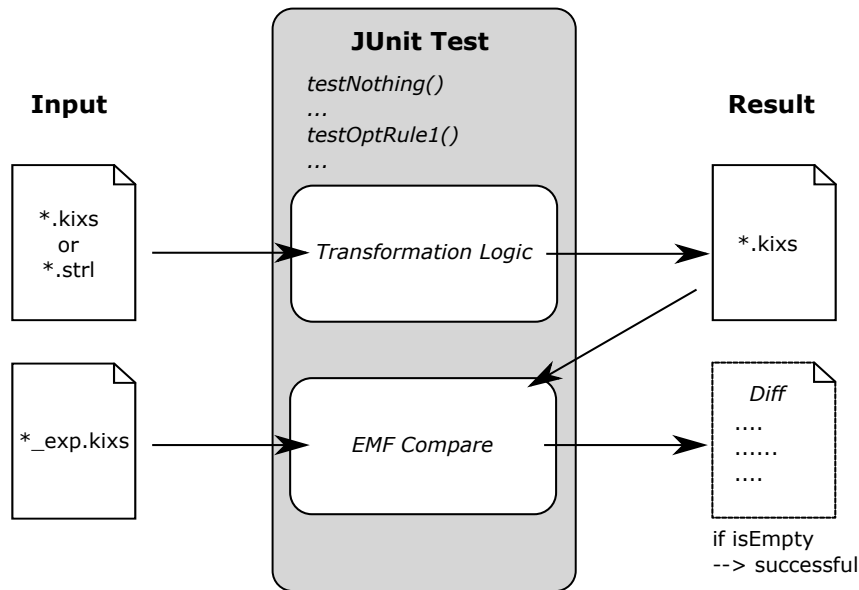 JUnit Test
testNothing()
...
testOptRule1()
...
Input
Result
*.kixs
or
*.strl
Transformation Logic
*.kixs
*_exp.kixs
EMF Compare
Diff
....
......
....
if isEmpty
--> successful